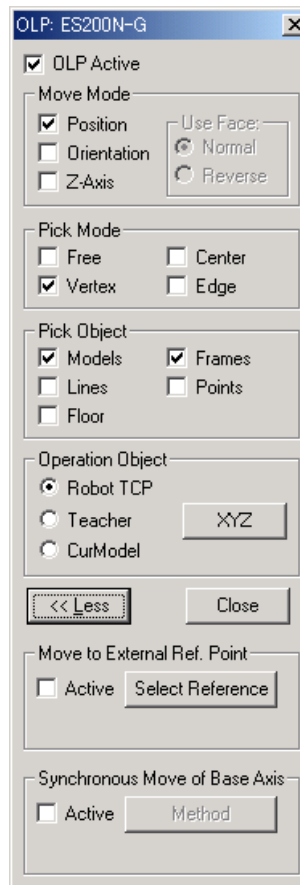 OLP: ES200N-G
OLP Active
Move Mode
Position
Orientation
Z-Axis
Use Face:
Normal
Reverse
Pick Mode
Free
Center
Vertex
Edge
Pick Object
Models
Frames
Lines
Points
Floor
Operation Object
Robot TCP
Teacher
XYZ
CurModel
<< Less
Close
Move to External Ref. Point
Active
Select Reference
Synchronous Move of Base Axis
Active
Method